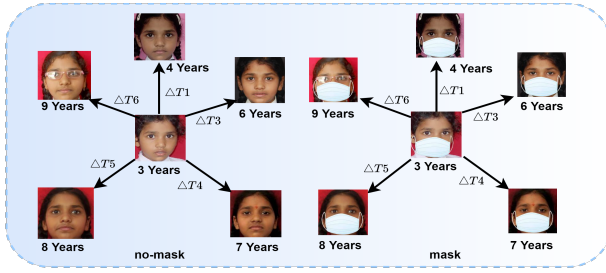 4 Years
4 Years
△T1
△T1
9 Years
△T6
△T3
6 Years
9 Years
△T6
△T3
6 Years
3 Years
3 Years
△T5
△T4
△T5
△T4
8 Years
7 Years
8 Years
7 Years
no-mask
mask